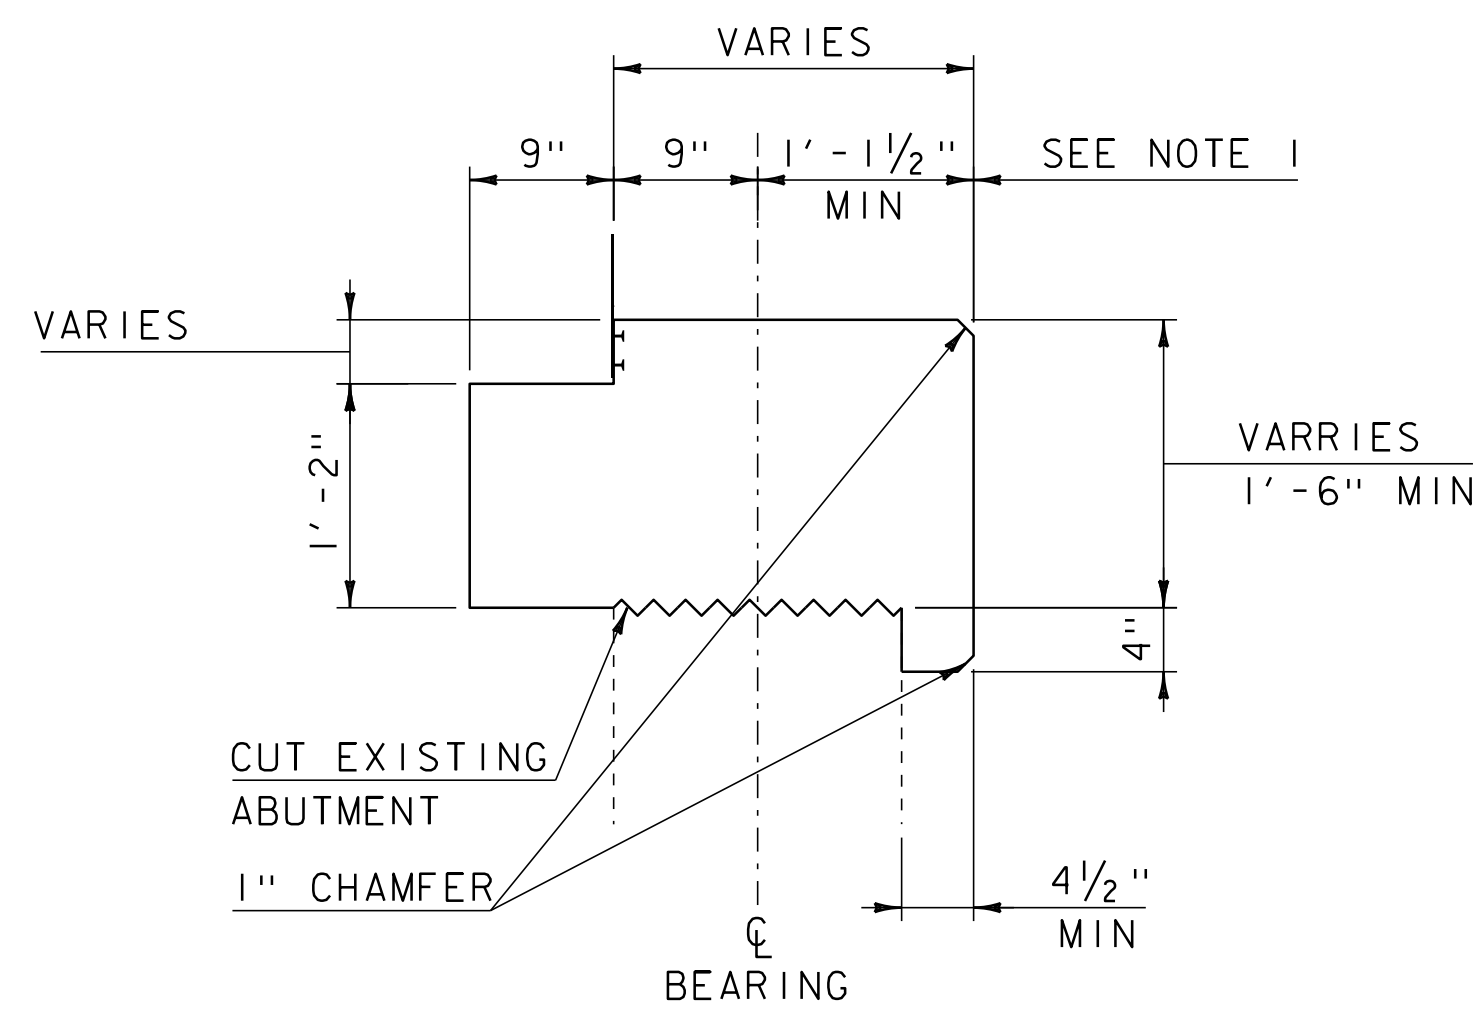 VARIES
9" 9" 1'-1½" SEE NOTE 1
MIN
VARIES
1'-2"
VARRIES
1'-6" MIN
4"
CUT EXISTING
ABUTMENT
1" CHAMFER
4½"
MIN
℄
BEARING